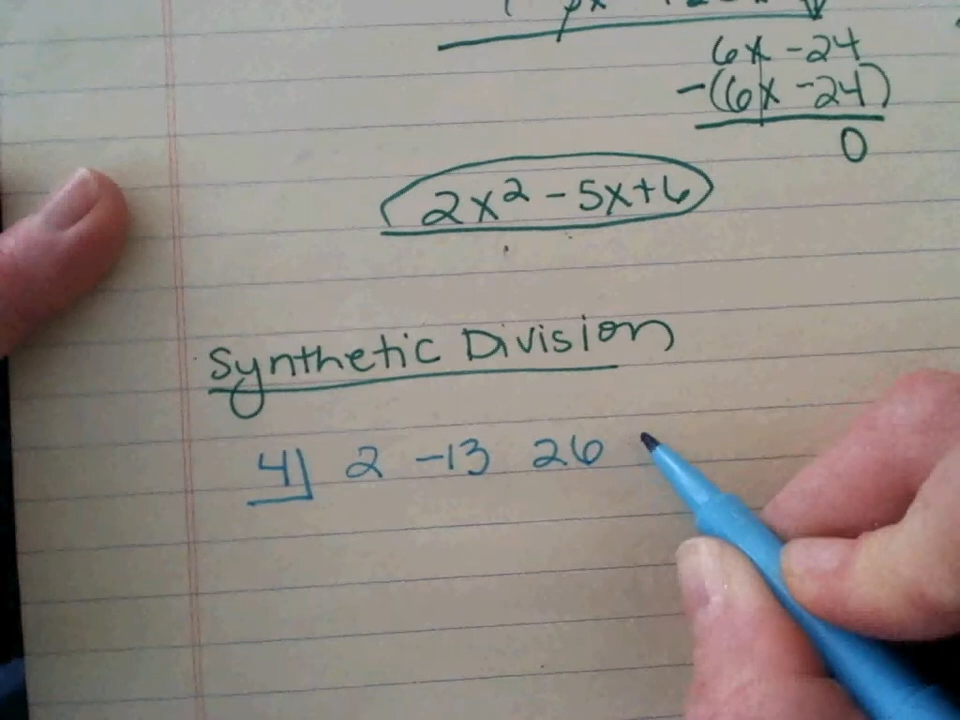 6x -24
-(6x -24)
0
2x² - 5x + 6
Synthetic Division
4 2 -13 26